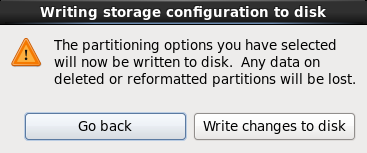 Writing storage configuration to disk
The partitioning options you have selected
will now be written to disk.  Any data on
deleted or reformatted partitions will be lost.
Go back
Write changes to disk